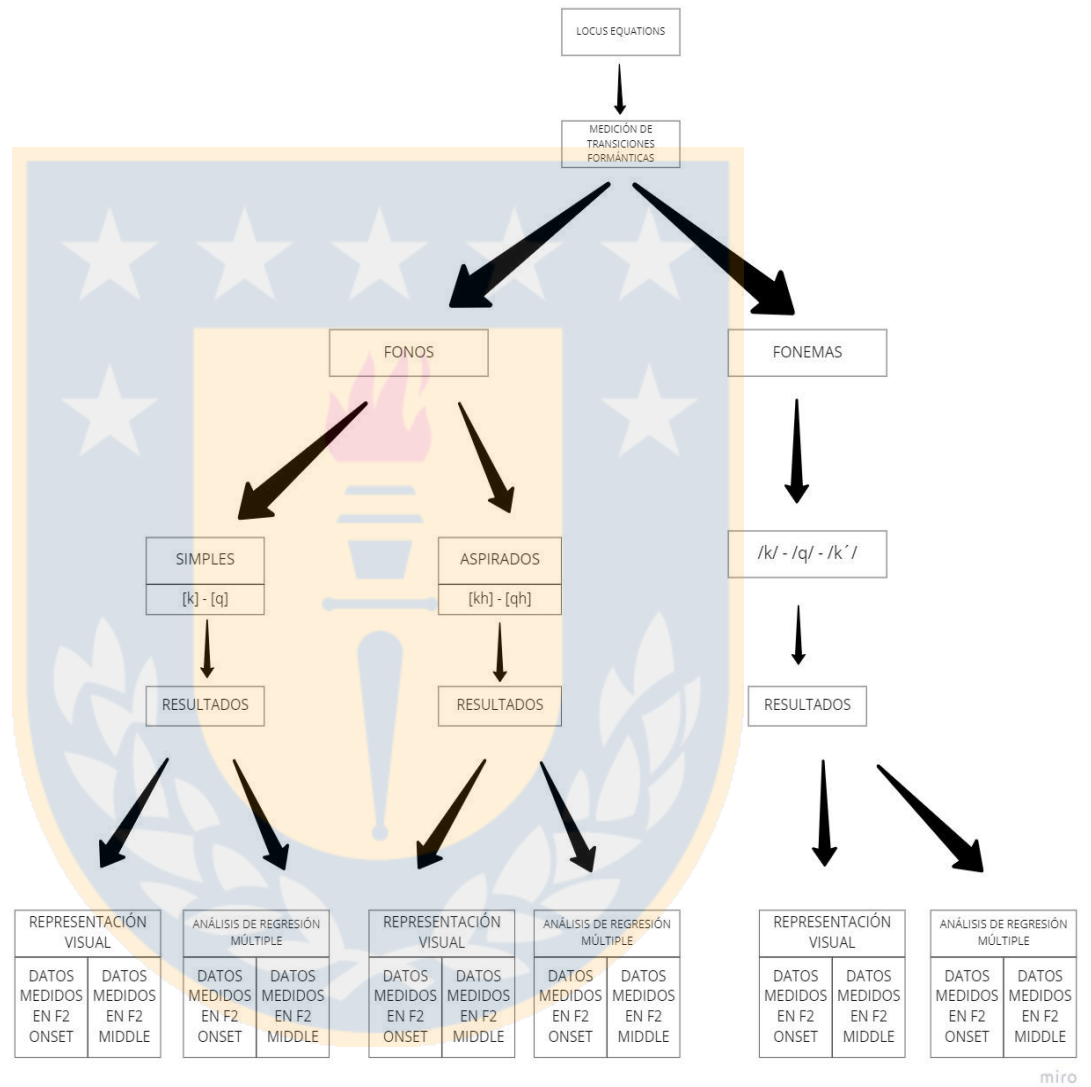 LOCUS EQUATIONS
MEDICIÓN DE
TRANSICIONES
FORMÁNTICAS
FONOS
FONEMAS
SIMPLES
[k] - [q]
ASPIRADOS
[kh] - [qh]
/k/ - /q/ - /k´/
RESULTADOS
RESULTADOS
RESULTADOS
REPRESENTACIÓN
VISUAL
DATOS
MEDIDOS
EN F2
ONSET
DATOS
MEDIDOS
EN F2
MIDDLE
ANÁLISIS DE REGRESIÓN
MÚLTIPLE
DATOS
MEDIDOS
EN F2
ONSET
DATOS
MEDIDOS
EN F2
MIDDLE
REPRESENTACIÓN
VISUAL
DATOS
MEDIDOS
EN F2
ONSET
DATOS
MEDIDOS
EN F2
MIDDLE
ANÁLISIS DE REGRESIÓN
MÚLTIPLE
DATOS
MEDIDOS
EN F2
ONSET
DATOS
MEDIDOS
EN F2
MIDDLE
REPRESENTACIÓN
VISUAL
DATOS
MEDIDOS
EN F2
ONSET
DATOS
MEDIDOS
EN F2
MIDDLE
ANÁLISIS DE REGRESIÓN
MÚLTIPLE
DATOS
MEDIDOS
EN F2
ONSET
DATOS
MEDIDOS
EN F2
MIDDLE
miro